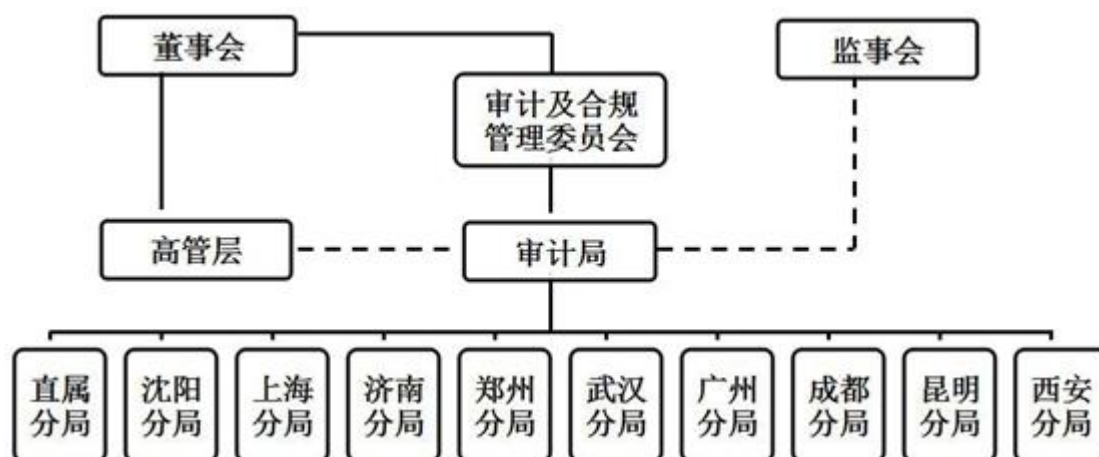 董事会
监事会
审计及合规
管理委员会
高管层
审计局
直属
分局
沈阳
分局
上海
分局
济南
分局
郑州
分局
武汉
分局
广州
分局
成都
分局
昆明
分局
西安
分局